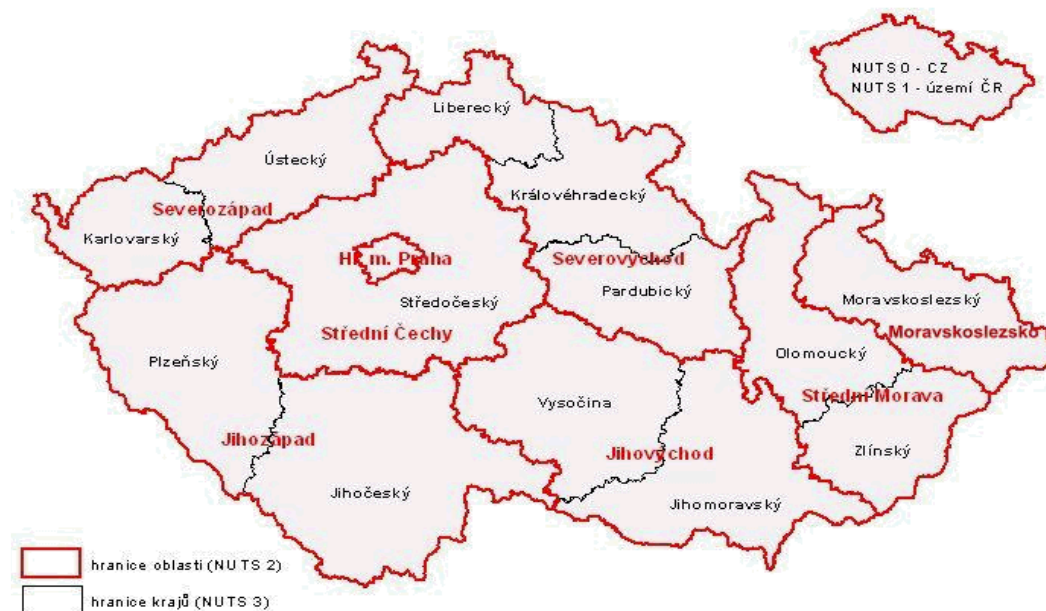 NUTS 0 - CZ
NUTS 1 - území ČR
Liberecký
Ústecký
Královéhradecký
Severozápad
Karlovarský
Hl. m. Praha
Severovýchod
Pardubický
Středočeský
Moravskoslezský
Střední Čechy
Moravskoslezsko
Plzeňský
Olomoucký
Střední Morava
Vysočina
Jihozápad
Jihovýchod
Zlínský
Jihočeský
Jihomoravský
hranice oblastí (NUTS 2)
hranice krajů (NUTS 3)